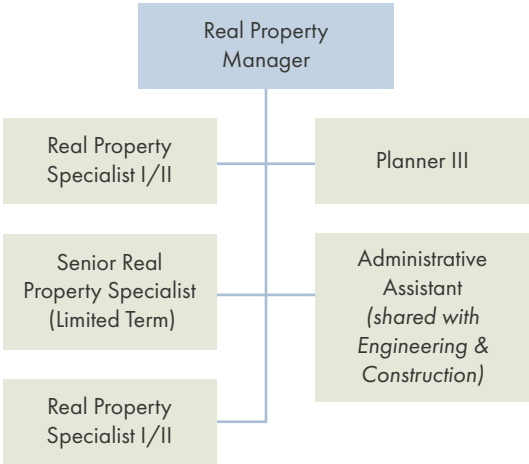 Real Property
Manager
Real Property
Specialist I/II
Planner III
Senior Real
Property Specialist
(Limited Term)
Administrative
Assistant
(shared with
Engineering &
Construction)
Real Property
Specialist I/II